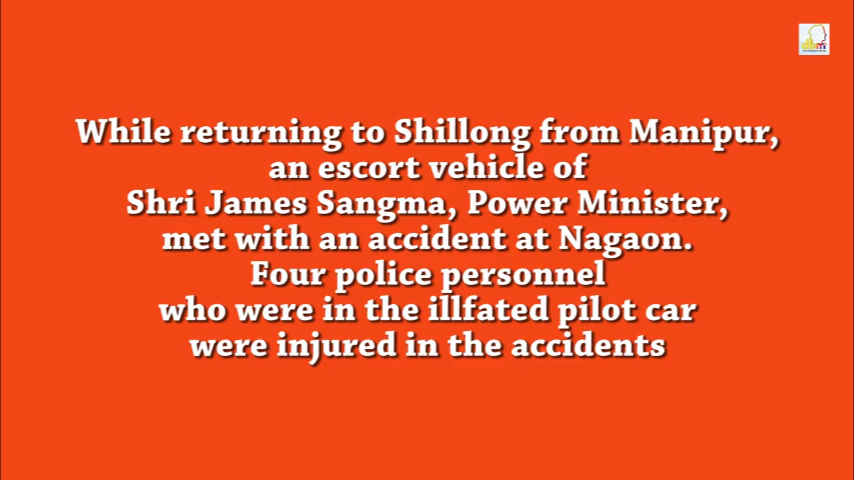 While returning to Shillong from Manipur,
an escort vehicle of
Shri James Sangma, Power Minister,
met with an accident at Nagaon.
Four police personnel
who were in the illfated pilot car
were injured in the accidents